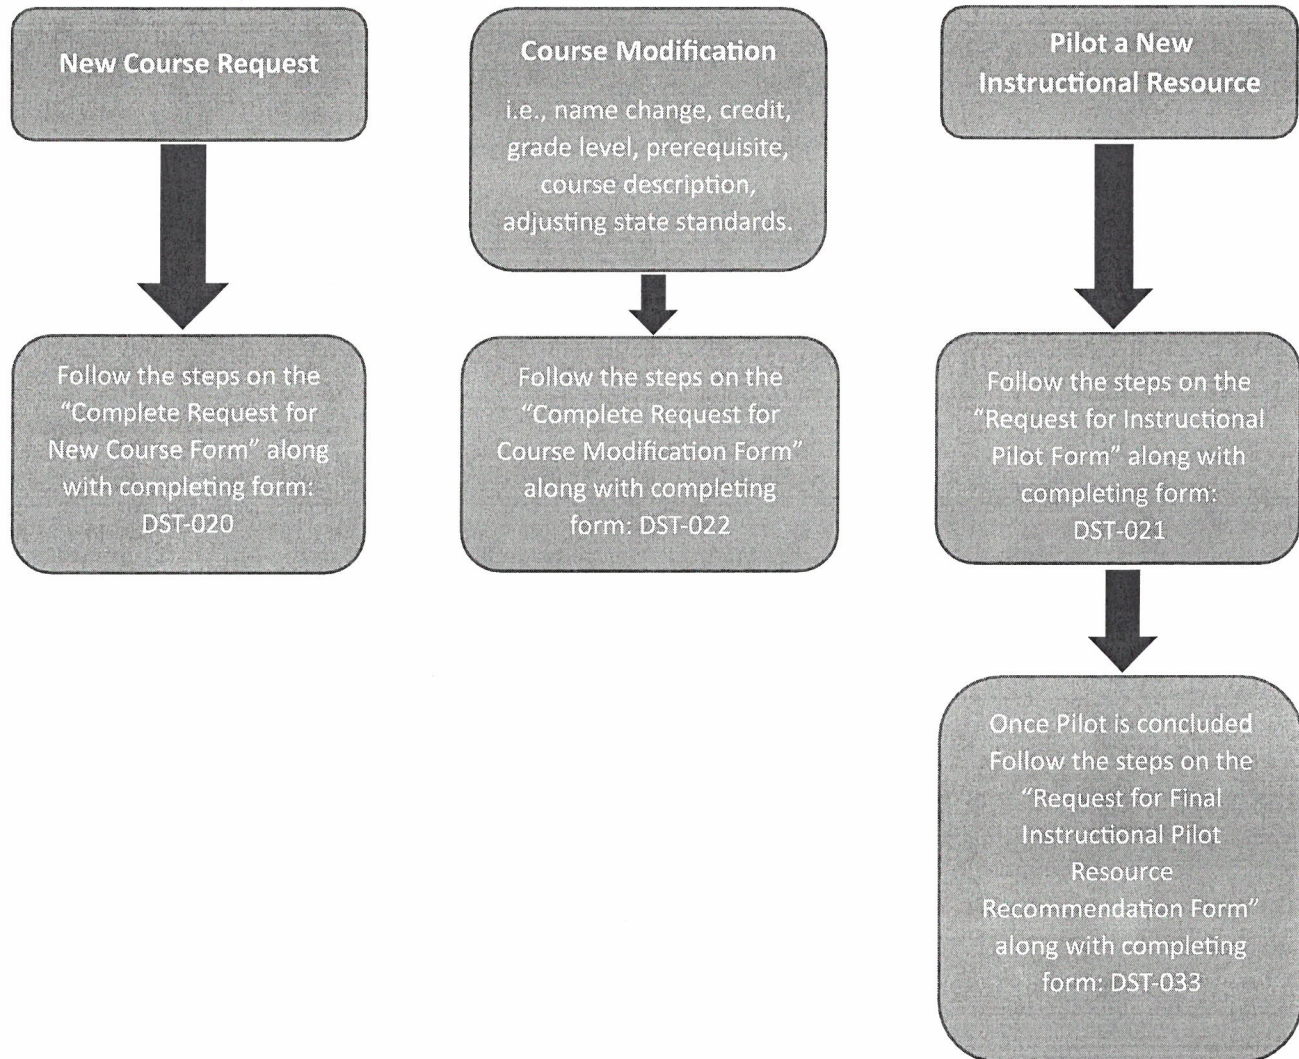 New Course Request
Follow the steps on the
“Complete Request for
New Course Form” along
with completing form:
DST-020
Course Modification
i.e., name change, credit,
grade level, prerequisite,
course description,
adjusting state standards.
Follow the steps on the
“Complete Request for
Course Modification Form”
along with completing
form: DST-022
Pilot a New
Instructional Resource
Follow the steps on the
“Request for Instructional
Pilot Form” along with
completing form:
DST-021
Once Pilot is concluded
Follow the steps on the
“Request for Final
Instructional Pilot
Resource
Recommendation Form”
along with completing
form: DST-033